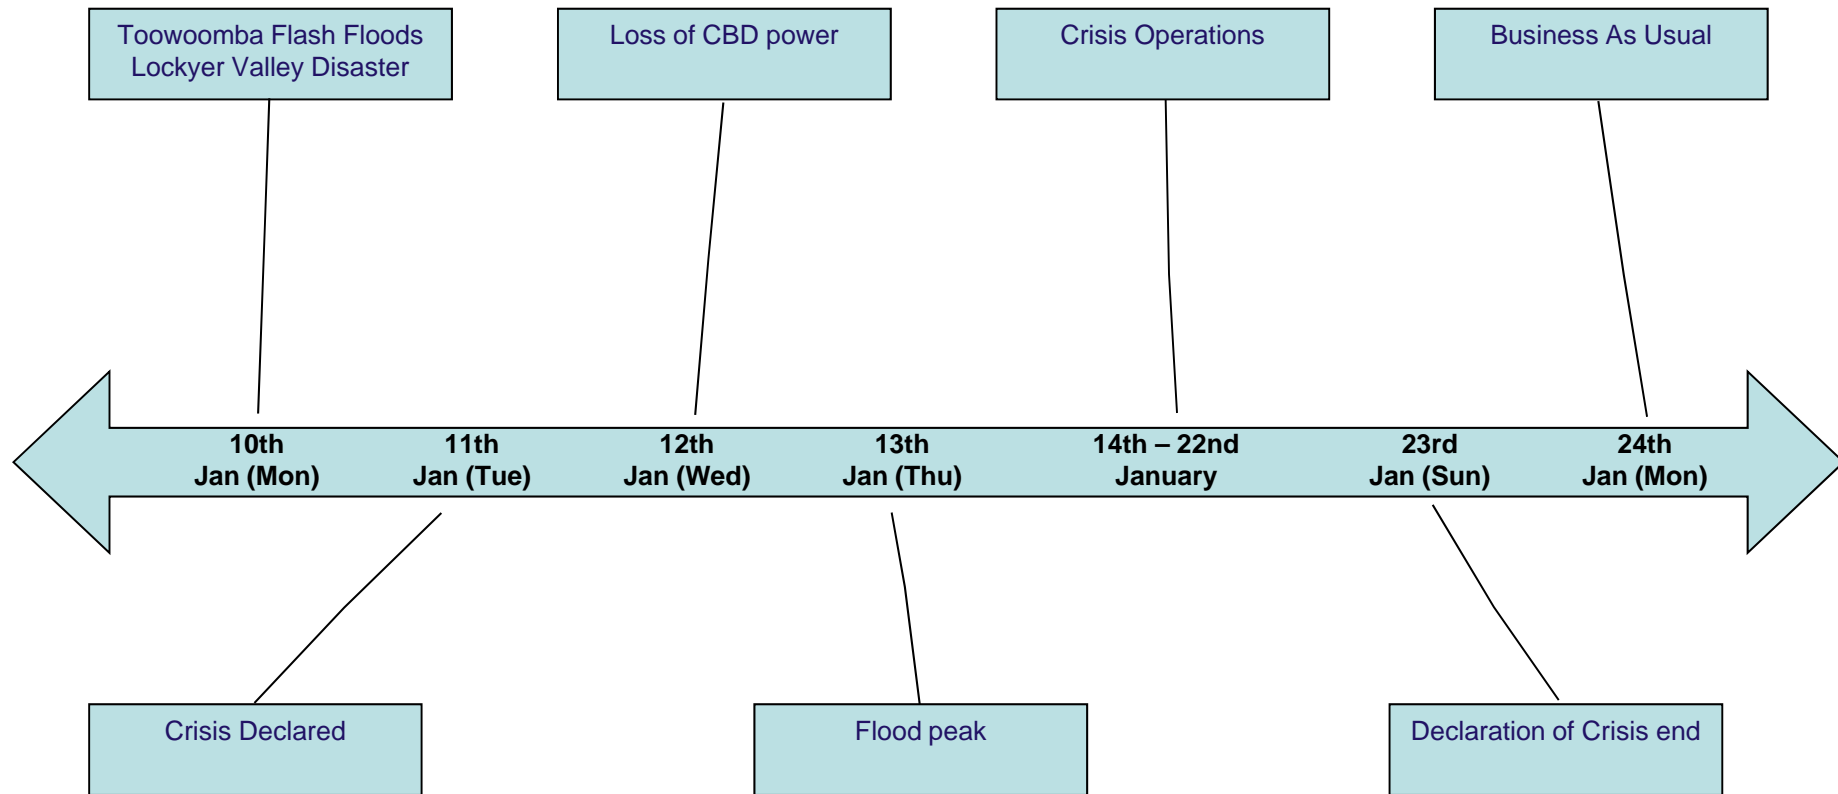 Toowoomba Flash Floods
Lockyer Valley Disaster
Loss of CBD power
Crisis Operations
Business As Usual
10th
Jan (Mon)
11th
Jan (Tue)
12th
Jan (Wed)
13th
Jan (Thu)
14th – 22nd
January
23rd
Jan (Sun)
24th
Jan (Mon)
Crisis Declared
Flood peak
Declaration of Crisis end